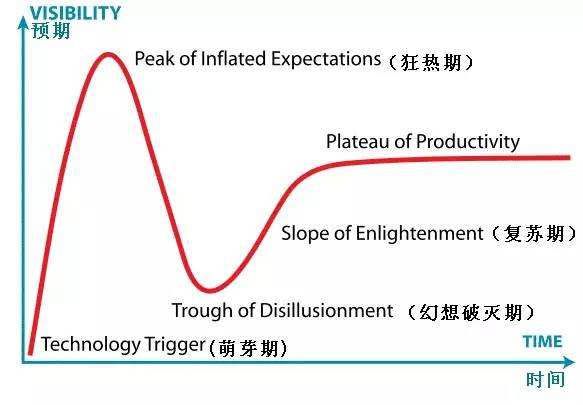 VISIBILITY
预期
Peak of Inflated Expectations（狂热期）
Plateau of Productivity
Slope of Enlightenment（复苏期）
Trough of Disillusionment （幻想破灭期）
Technology Trigger(萌芽期)
TIME
时间